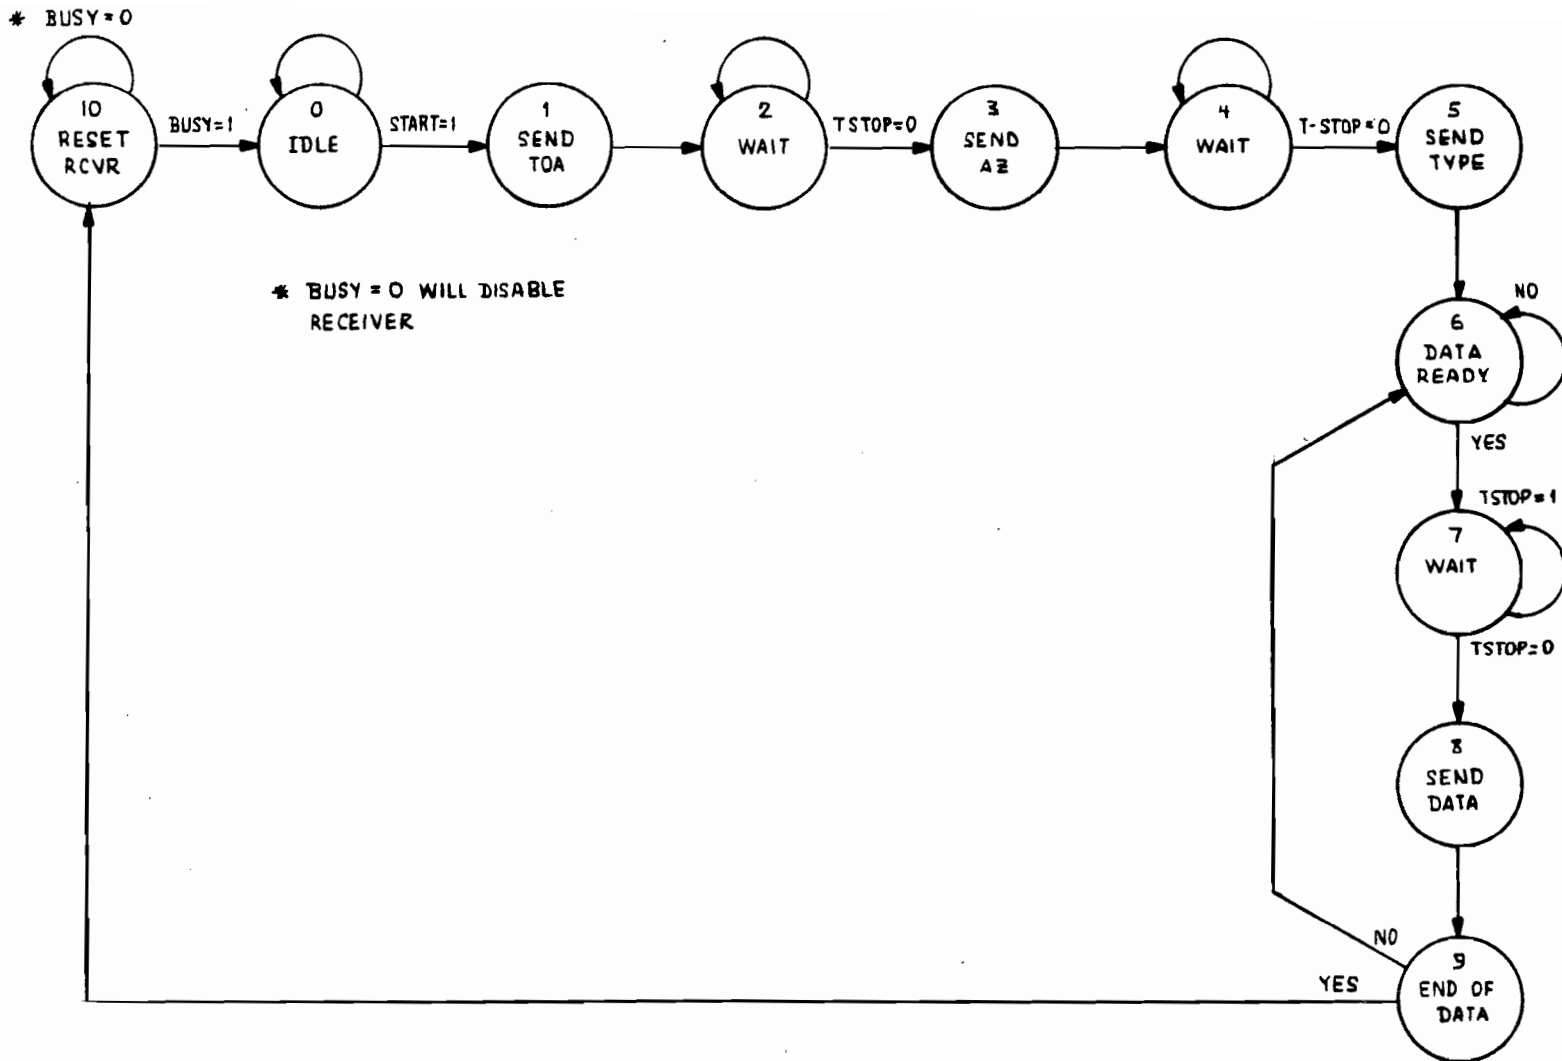 * BUSY=0
10
RESET
RCVR
BUSY=1
0
IDLE
START=1
1
SEND
TOA
2
WAIT
TSTOP=0
3
SEND
AZ
4
WAIT
T-STOP=0
5
SEND
TYPE
* BUSY = 0 WILL DISABLE
RECEIVER
NO
6
DATA
READY
YES
TSTOP=1
7
WAIT
TSTOP=0
8
SEND
DATA
NO
YES
9
END OF
DATA